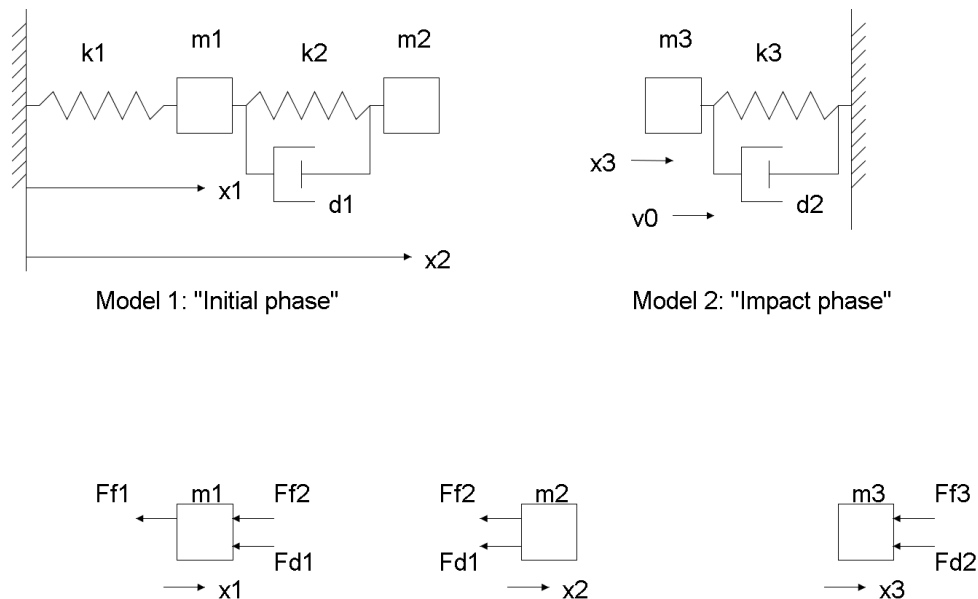 k1
m1
k2
m2
m3
k3
x1
d1
x2
x3
v0
d2
Model 1: "Initial phase"
Model 2: "Impact phase"
Ff1
m1
Ff2
Fd1
x1
Ff2
m2
Fd1
x2
m3
Ff3
Fd2
x3